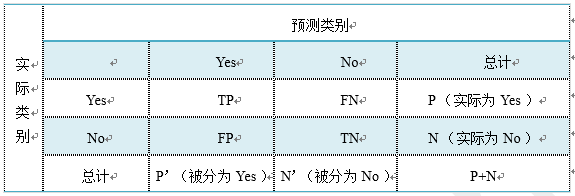 预测类别
实际类别
Yes No 总计
Yes TP FN P（实际为 Yes）
No FP TN N（实际为 No）
总计 P’（被分为 Yes） N’（被分为 No） P+N